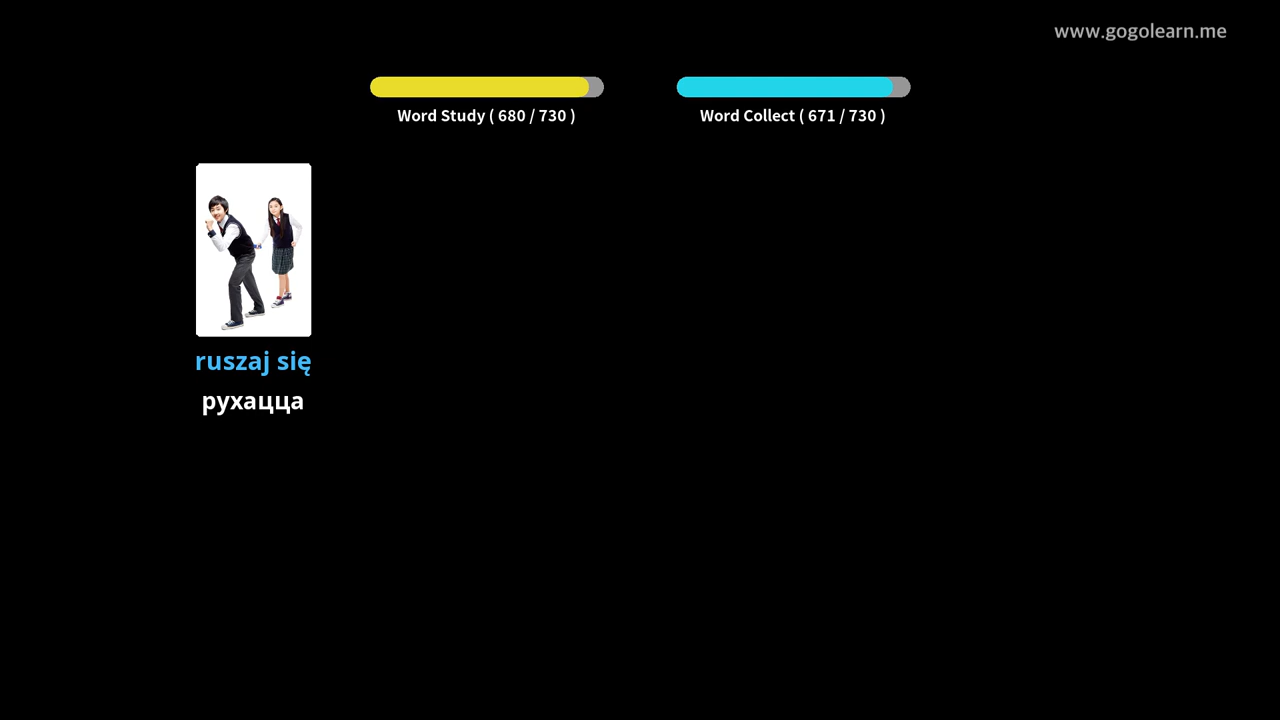 www.gogolearn.me
Word Study ( 680 / 730 )
Word Collect ( 671 / 730 )
ruszaj się
рухацца